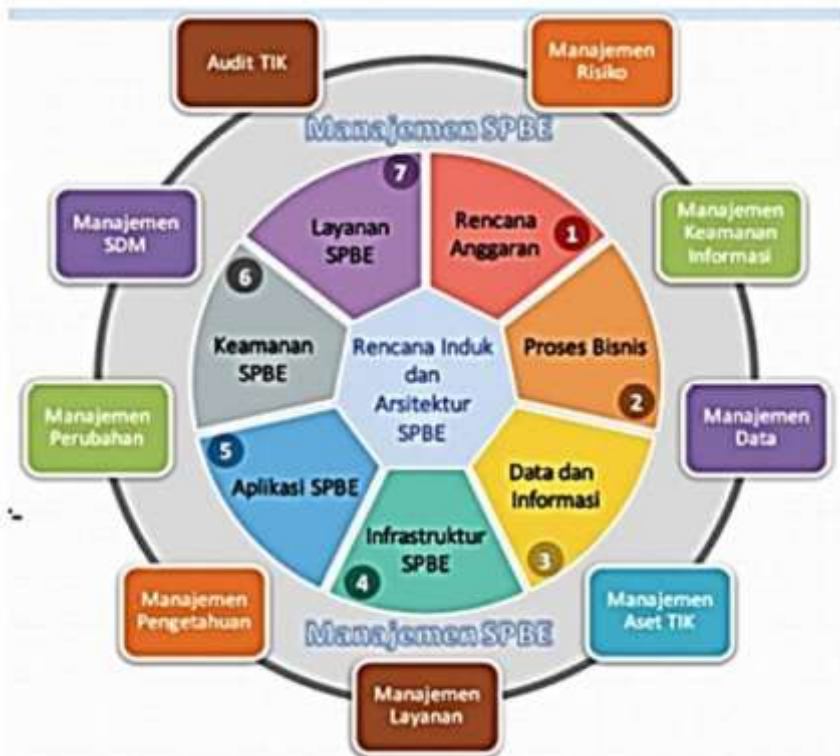 Audit TIK
Manajemen
Risiko
Manajemen SPBE
Manajemen
SDM
Manajemen
Keamanan
Informasi
7
Layanan
SPBE
Rencana
Anggaran
1
6
Keamanan
SPBE
Rencana Induk
dan
Arsitektur
SPBE
Proses Bisnis
2
Manajemen
Perubahan
Manajemen
Data
5
Aplikasi SPBE
Data dan
Informasi
3
Infrastruktur
SPBE
4
Manajemen
Pengetahuan
Manajemen
Aset TIK
Manajemen SPBE
Manajemen
Layanan